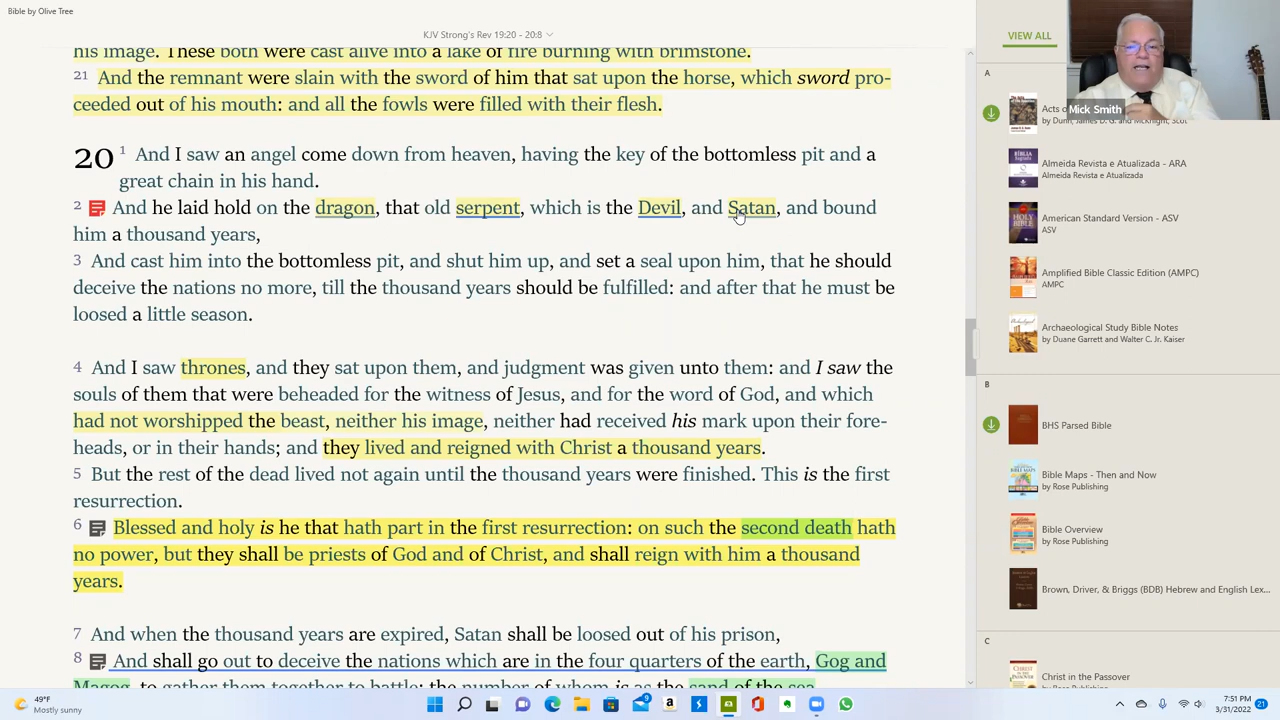 Bible by Olive Tree
KJV Strong's Rev 19:20 - 20:8
his image. These both were cast alive into a lake of fire burning with brimstone.
21 And the remnant were slain with the sword of him that sat upon the horse, which sword pro-
ceeded out of his mouth: and all the fowls were filled with their flesh.
20 1 And I saw an angel come down from heaven, having the key of the bottomless pit and a
great chain in his hand.
2 And he laid hold on the dragon, that old serpent, which is the Devil, and Satan, and bound
him a thousand years,
3 And cast him into the bottomless pit, and shut him up, and set a seal upon him, that he should
deceive the nations no more, till the thousand years should be fulfilled: and after that he must be
loosed a little season.
4 And I saw thrones, and they sat upon them, and judgment was given unto them: and I saw the
souls of them that were beheaded for the witness of Jesus, and for the word of God, and which
had not worshipped the beast, neither his image, neither had received his mark upon their fore-
heads, or in their hands; and they lived and reigned with Christ a thousand years.
5 But the rest of the dead lived not again until the thousand years were finished. This is the first
resurrection.
6 Blessed and holy is he that hath part in the first resurrection: on such the second death hath
no power, but they shall be priests of God and of Christ, and shall reign with him a thousand
years.
7 And when the thousand years are expired, Satan shall be loosed out of his prison,
8 And shall go out to deceive the nations which are in the four quarters of the earth, Gog and
VIEW ALL
A
Acts
by Dunn, James D. G. and McKnight, Scot
Mick Smith
Almeida Revista e Atualizada - ARA
Almeida Revista e Atualizada
American Standard Version - ASV
ASV
Amplified Bible Classic Edition (AMPC)
AMPC
Archaeological Study Bible Notes
by Duane Garrett and Walter C. Jr. Kaiser
B
BHS Parsed Bible
Bible Maps - Then and Now
by Rose Publishing
Bible Overview
by Rose Publishing
Brown, Driver, & Briggs (BDB) Hebrew and English Lex...
C
Christ in the Passover
49°F
Mostly sunny
7:51 PM
3/31/2022
21